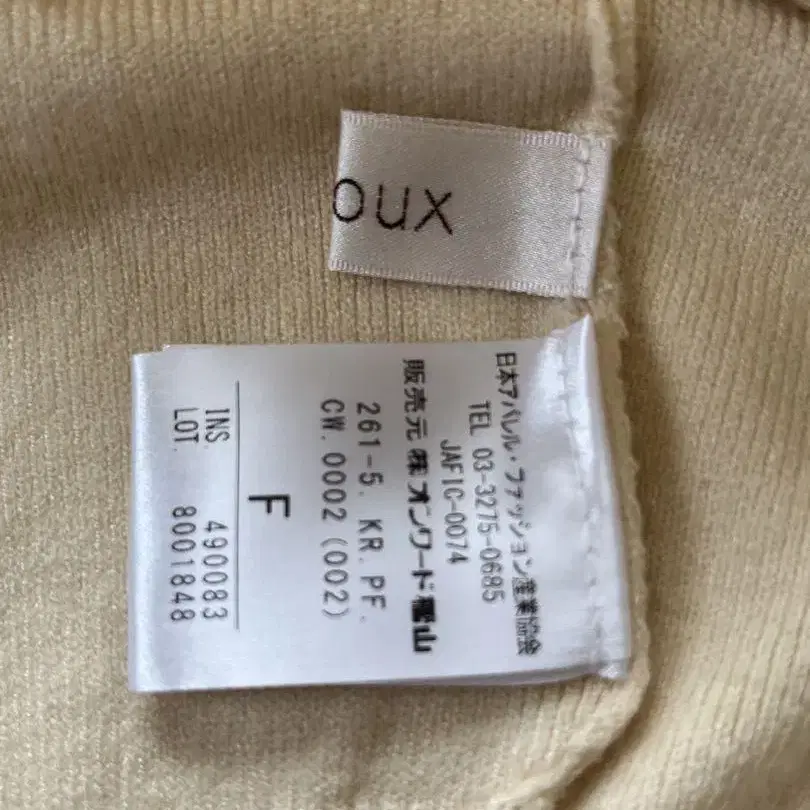 oux
日本アパレル・ファッション産業協会
TEL 03-3275-0685
JAFIC-0074
販売元 ㈱オンワード樫山
261-5. KR. PF.
CW. 0002 (002)
F
INS. 490083
LOT. 8001848